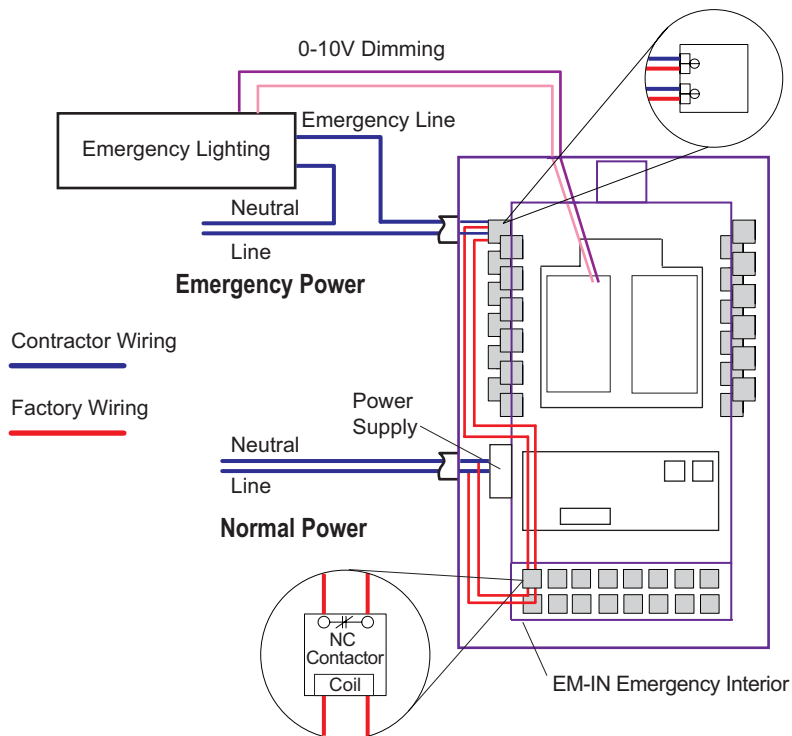 0-10V Dimming
Emergency Line
Emergency Lighting
Neutral
Line
Emergency Power
Contractor Wiring
Factory Wiring
Power
Supply
Neutral
Line
Normal Power
NC
Contactor
Coil
EM-IN Emergency Interior